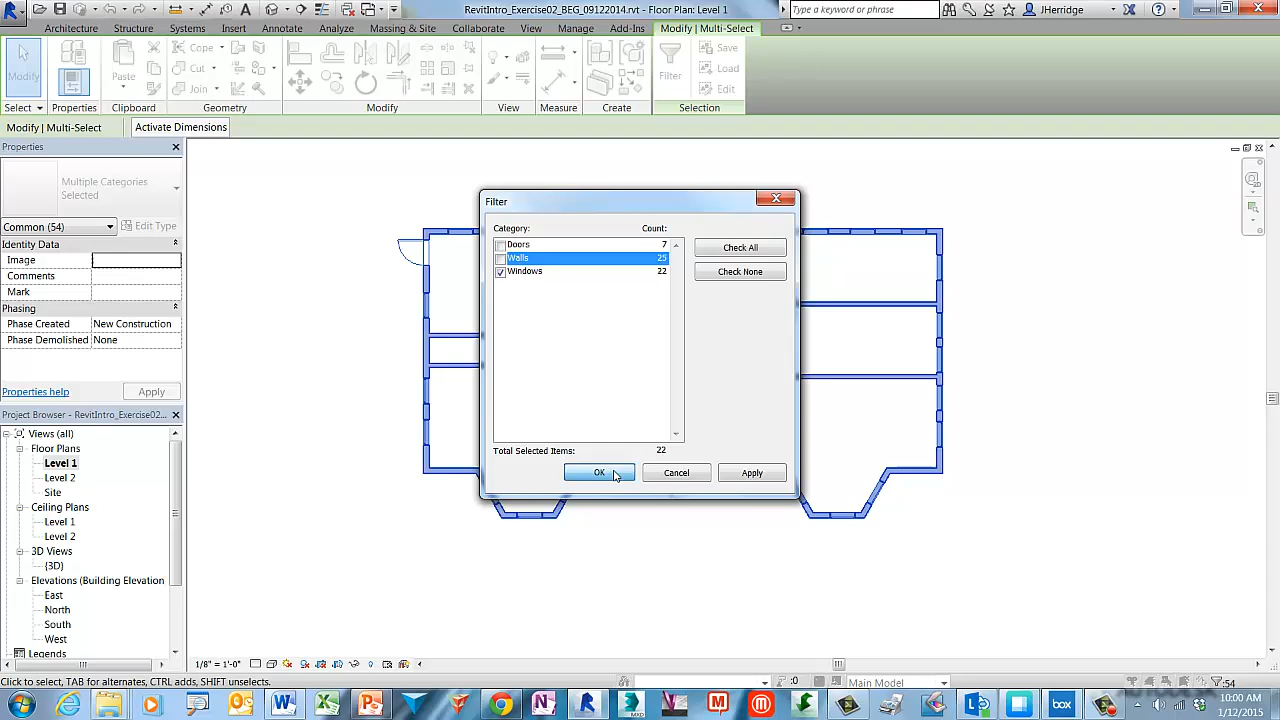 RevitIntro_Exercise02_BEG_09122014.rvt - Floor Plan: Level 1
Type a keyword or phrase
JHerridge
Architecture Structure Systems Insert Annotate Analyze Massing & Site Collaborate View Manage Add-Ins Modify | Multi-Select
Modify
Paste
Cope
Cut
Join
Filter
Save
Load
Edit
Select Properties Clipboard Geometry Modify View Measure Create Selection
Modify | Multi-Select Activate Dimensions
Properties
Multiple Categories
Selected
Common (54) Edit Type
Identity Data
Image
Comments
Mark
Phasing
Phase Created New Construction
Phase Demolished None
Properties help Apply
Project Browser - RevitIntro_Exercise02...
Views (all)
Floor Plans
Level 1
Level 2
Site
Ceiling Plans
Level 1
Level 2
3D Views
{3D}
Elevations (Building Elevation
East
North
South
West
Legends
Filter
Category: Count:
Doors 7
Walls 25
Windows 22
Check All
Check None
Total Selected Items: 22
OK Cancel Apply
1/8" = 1'-0"
Click to select, TAB for alternates, CTRL adds, SHIFT unselects.
:0
Main Model
:54
box
10:00 AM
1/12/2015